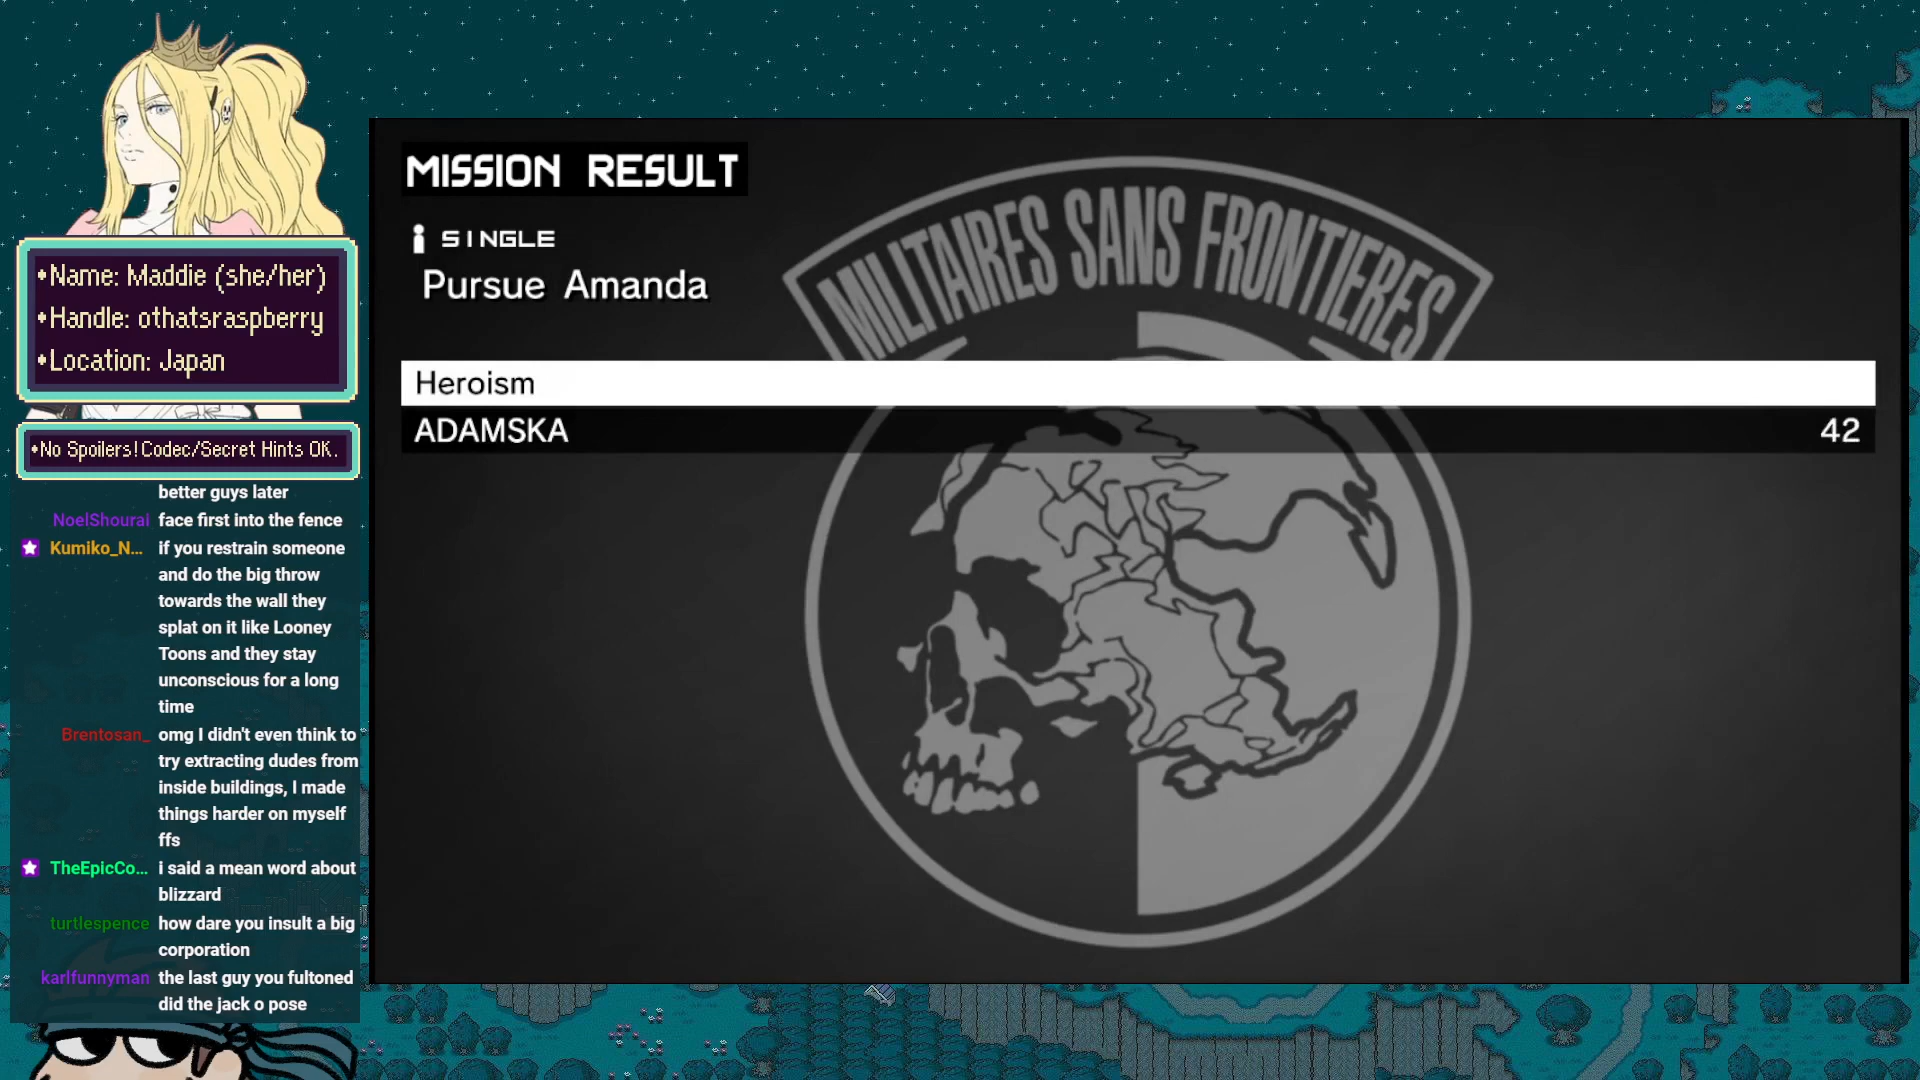 •Name: Maddie (she/her)
•Handle: othatsraspberry
•Location: Japan
•No Spoilers! Codec/Secret Hints OK.
better guys later
NoelShourai face first into the fence
Kumiko_N... if you restrain someone
and do the big throw
towards the wall they
splat on it like Looney
Toons and they stay
unconscious for a long
time
Brentosan_ omg I didn't even think to
try extracting dudes from
inside buildings, I made
things harder on myself
ffs
TheEpicCo... i said a mean word about
blizzard
turtlespence how dare you insult a big
corporation
karlfunnyman the last guy you fultoned
did the jack o pose
MISSION RESULT
SINGLE
Pursue Amanda
MILITAIRES SANS FRONTIERES
Heroism
ADAMSKA 42